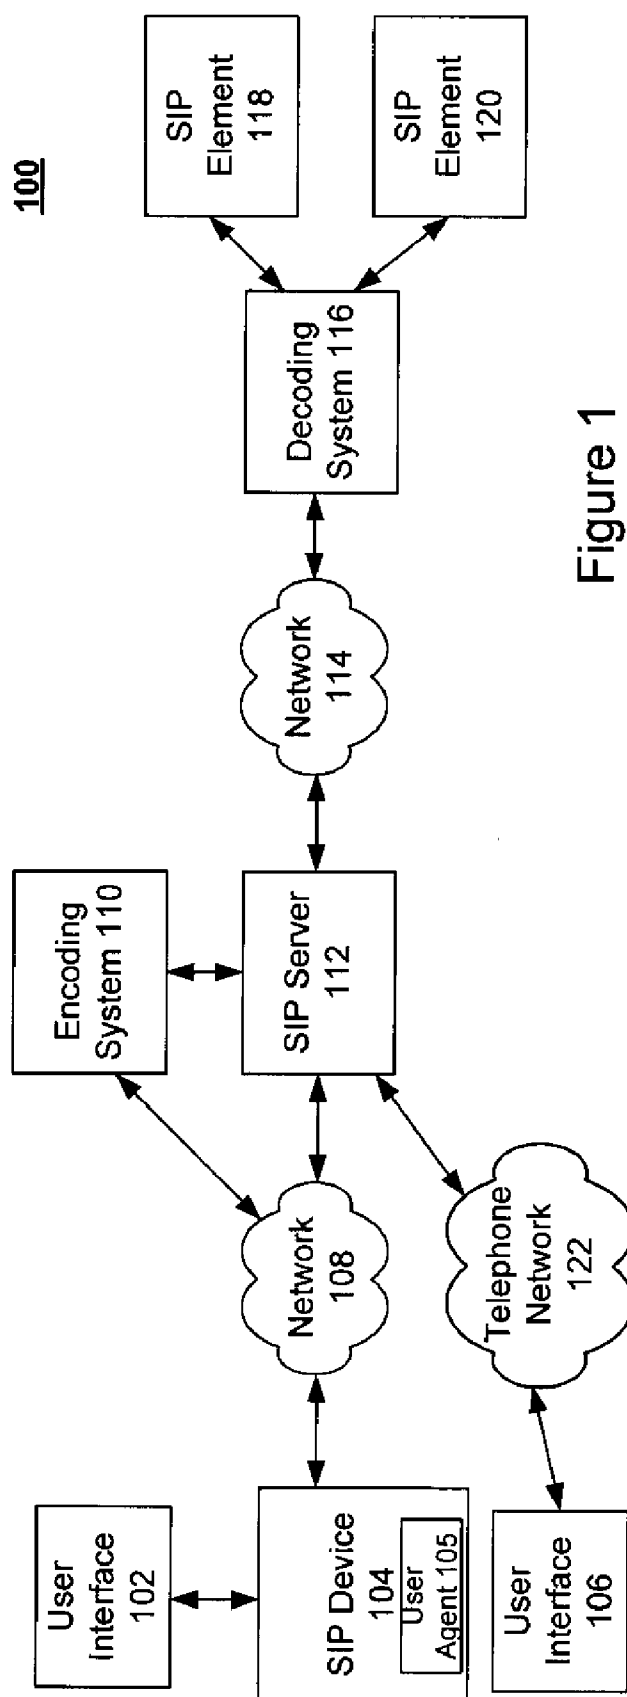 100
User
Interface
102
SIP Device
104
User
Agent 105
User
Interface
106
Network
108
Telephone
Network
122
Encoding
System 110
SIP Server
112
Network
114
Decoding
System 116
SIP
Element
118
SIP
Element
120
Figure 1